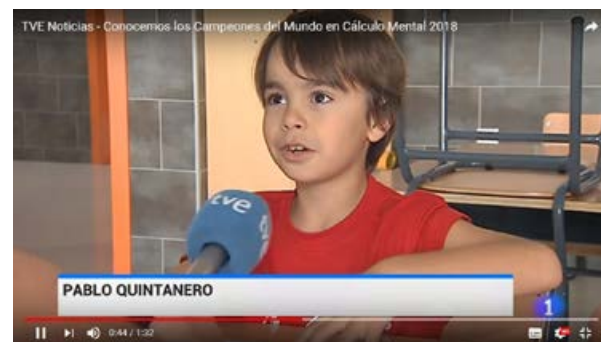 TVE Noticias - Conocemos los Campeones del Mundo en Cálculo Mental 2018
tve
PABLO QUINTANERO
1
0:44 / 1:32